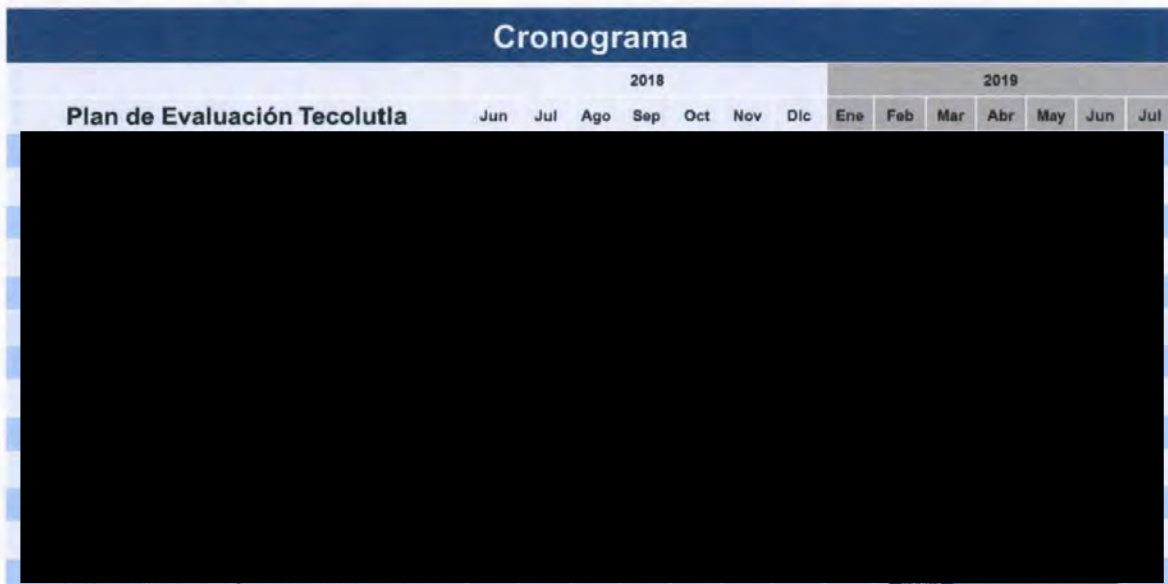 Cronograma
2018 2019
Plan de Evaluación Tecolutla Jun Jul Ago Sep Oct Nov Dic Ene Feb Mar Abr May Jun Jul